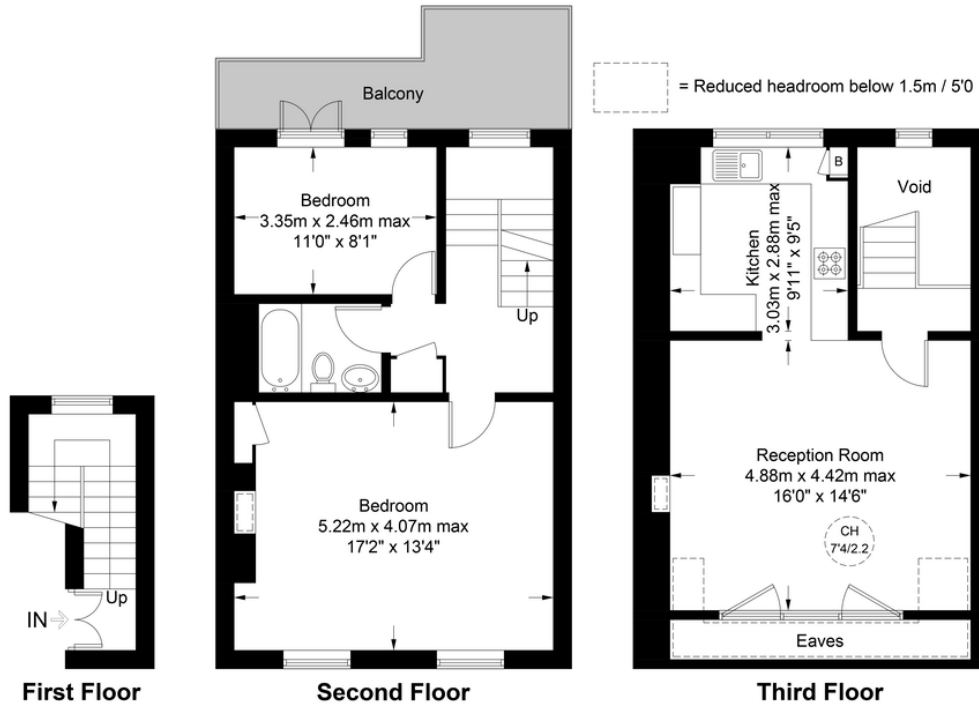 Balcony
= Reduced headroom below 1.5m / 5'0
Bedroom
3.35m x 2.46m max
11'0" x 8'1"
Up
B
Void
Kitchen
3.03m x 2.88m max
9'11" x 9'5"
Bedroom
5.22m x 4.07m max
17'2" x 13'4"
Reception Room
4.88m x 4.42m max
16'0" x 14'6"
CH
7'4/2.2
Up
IN
Eaves
First Floor
Second Floor
Third Floor